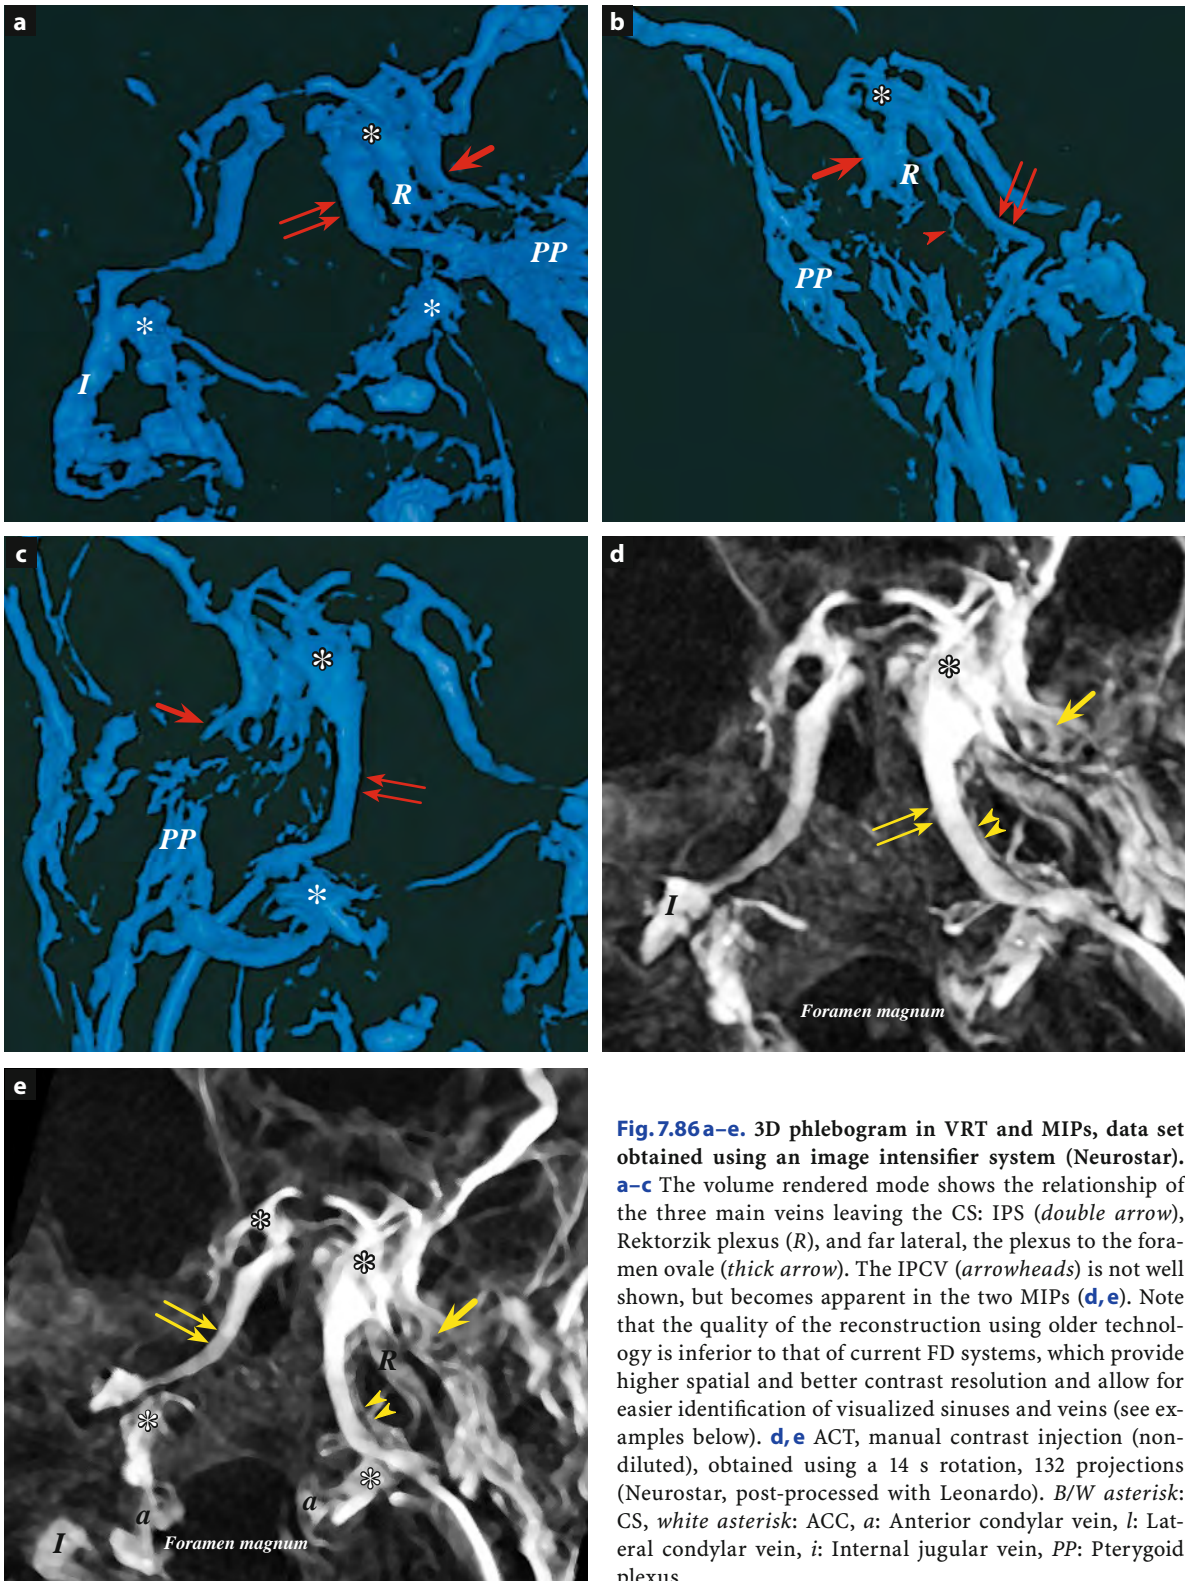 a
R
PP
I
b
R
PP
c
PP
d
I
Foramen magnum
e
R
a
a
I
Foramen magnum
Fig. 7.86 a–e. 3D phlebogram in VRT and MIPs, data set
obtained using an image intensifier system (Neurostar).
a–c The volume rendered mode shows the relationship of
the three main veins leaving the CS: IPS (double arrow),
Rektorzik plexus (R), and far lateral, the plexus to the fora-
men ovale (thick arrow). The IPCV (arrowheads) is not well
shown, but becomes apparent in the two MIPs (d, e). Note
that the quality of the reconstruction using older technol-
ogy is inferior to that of current FD systems, which provide
higher spatial and better contrast resolution and allow for
easier identification of visualized sinuses and veins (see ex-
amples below). d, e ACT, manual contrast injection (non-
diluted), obtained using a 14 s rotation, 132 projections
(Neurostar, post-processed with Leonardo). B/W asterisk:
CS, white asterisk: ACC, a: Anterior condylar vein, l: Lat-
eral condylar vein, i: Internal jugular vein, PP: Pterygoid
plexus